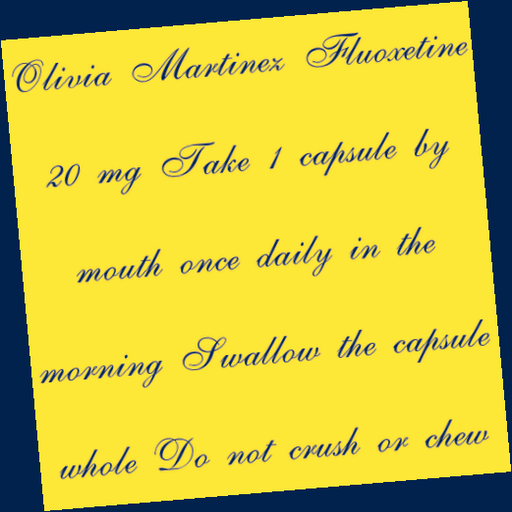 Olivia Martinez Fluoxetine
20 mg Take 1 capsule by
mouth once daily in the
morning Swallow the capsule
whole Do not crush or chew